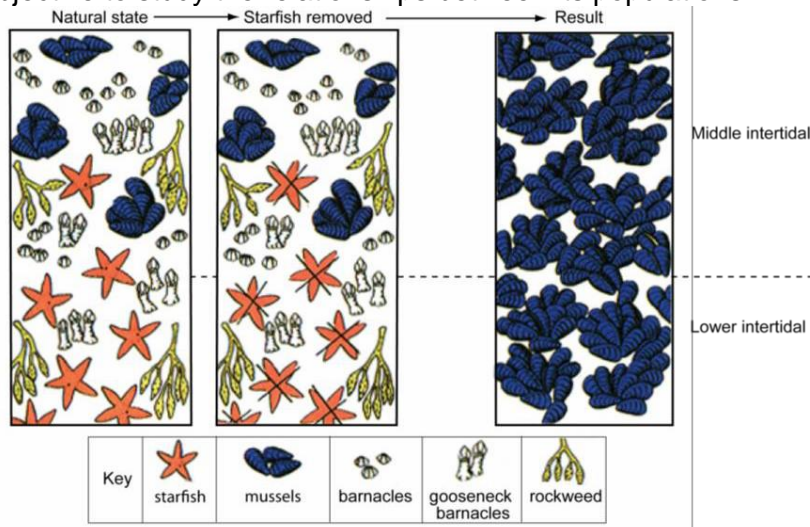 Natural state
Starfish removed
Result
Middle intertidal
Lower intertidal
Key
starfish
mussels
barnacles
gooseneck
barnacles
rockweed